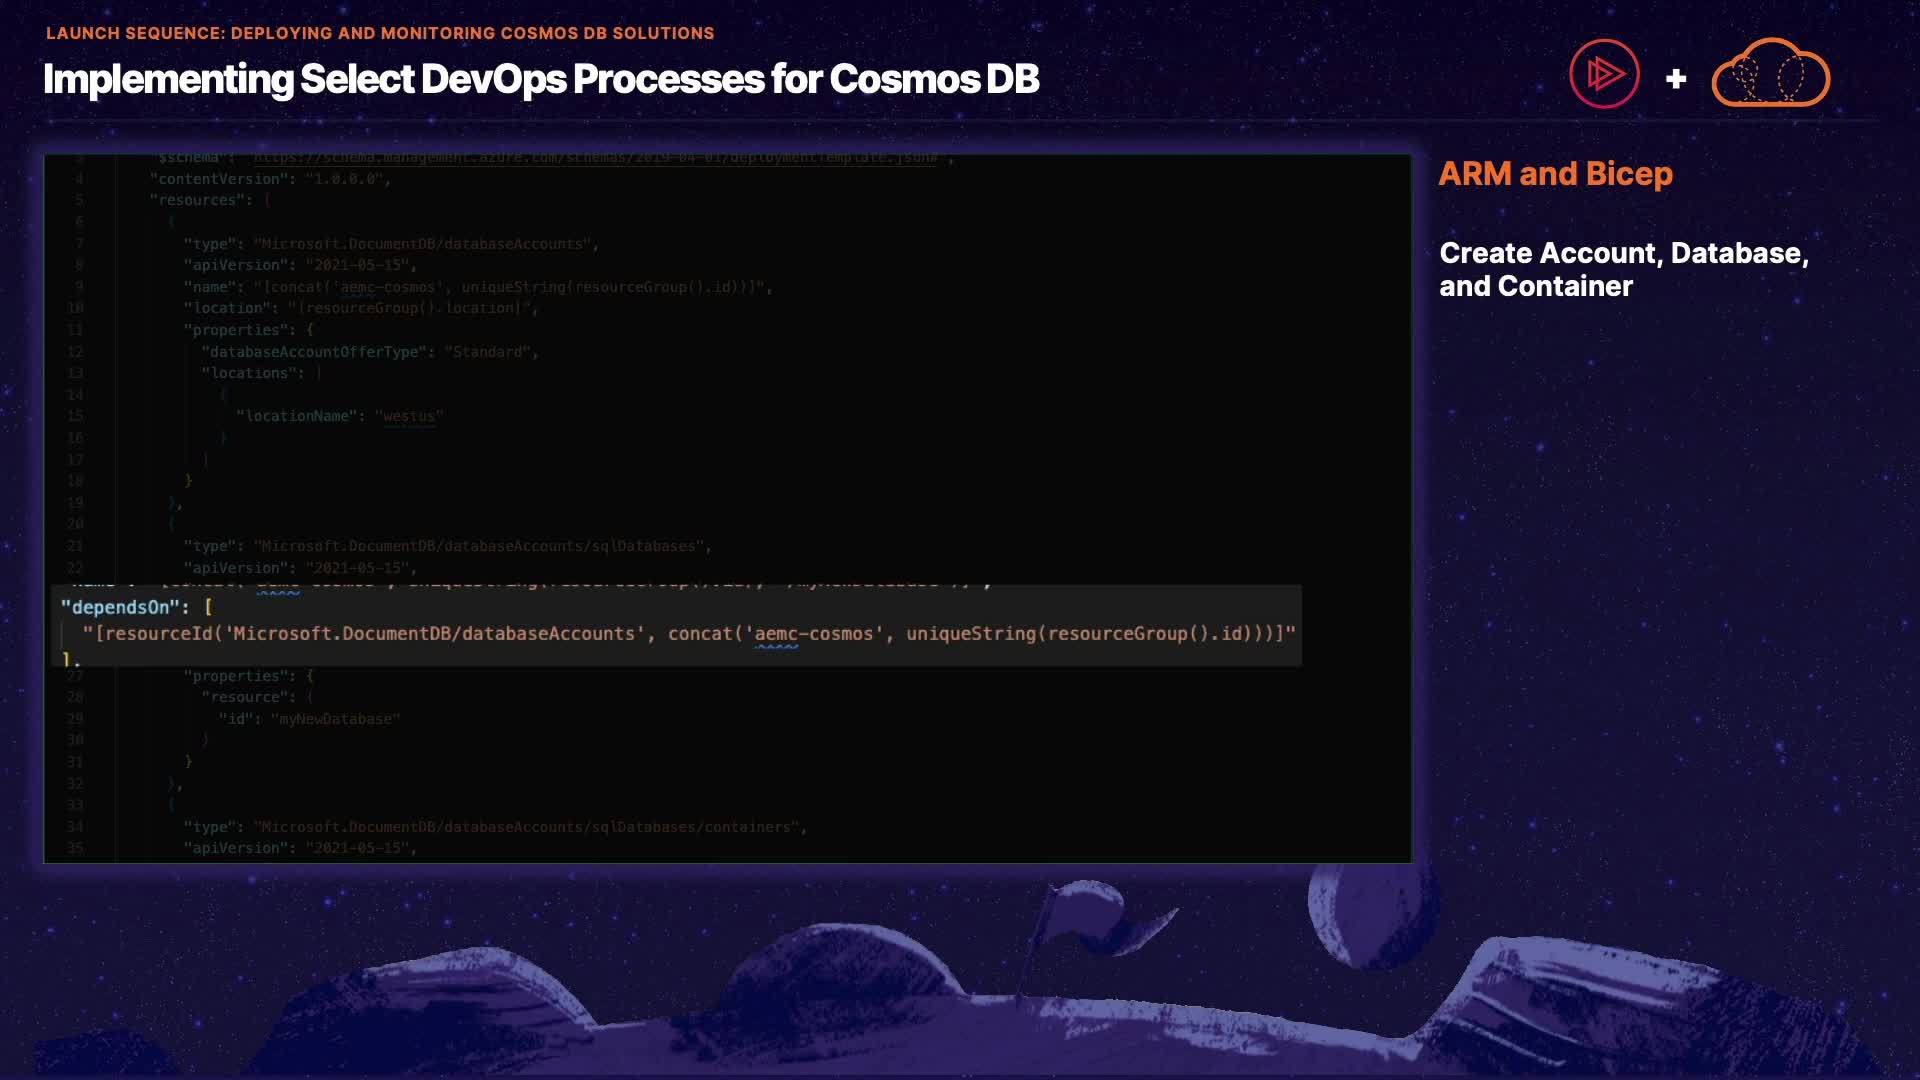 LAUNCH SEQUENCE: DEPLOYING AND MONITORING COSMOS DB SOLUTIONS
Implementing Select DevOps Processes for Cosmos DB
+
ARM and Bicep
Create Account, Database,
and Container
3 "$schema": "https://schema.management.azure.com/schemas/2019-04-01/deploymentTemplate.json#",
4 "contentVersion": "1.0.0.0",
5 "resources": [
6 {
7 "type": "Microsoft.DocumentDB/databaseAccounts",
8 "apiVersion": "2021-05-15",
9 "name": "[concat('aemc-cosmos', uniqueString(resourceGroup().id))]",
10 "location": "[resourceGroup().location]",
11 "properties": {
12 "databaseAccountOfferType": "Standard",
13 "locations": [
14 {
15 "locationName": "westus"
16 }
17 ]
18 }
19 },
20 {
21 "type": "Microsoft.DocumentDB/databaseAccounts/sqlDatabases",
22 "apiVersion": "2021-05-15",
"dependsOn": [
"[resourceId('Microsoft.DocumentDB/databaseAccounts', concat('aemc-cosmos', uniqueString(resourceGroup().id)))]"
],
27 "properties": {
28 "resource": {
29 "id": "myNewDatabase"
30 }
31 }
32 },
33 {
34 "type": "Microsoft.DocumentDB/databaseAccounts/sqlDatabases/containers",
35 "apiVersion": "2021-05-15",